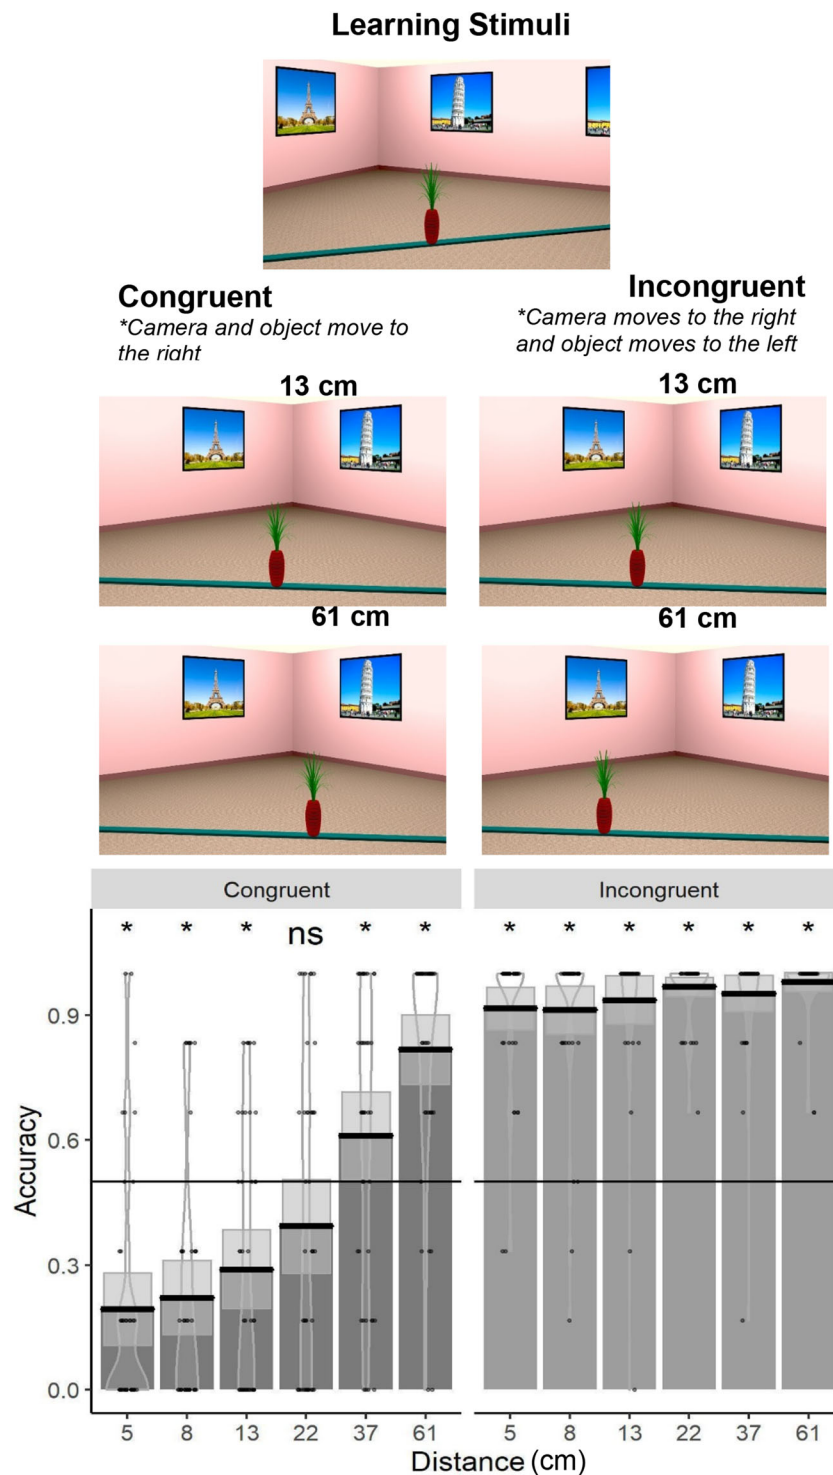 Learning Stimuli
Congruent
*Camera and object move to
the right
Incongruent
*Camera moves to the right
and object moves to the left
13 cm
13 cm
61 cm
61 cm
Congruent
Incongruent
* * * ns * *
* * * * * *
Accuracy
0.9
0.6
0.3
0.0
5 8 13 22 37 61
5 8 13 22 37 61
Distance (cm)